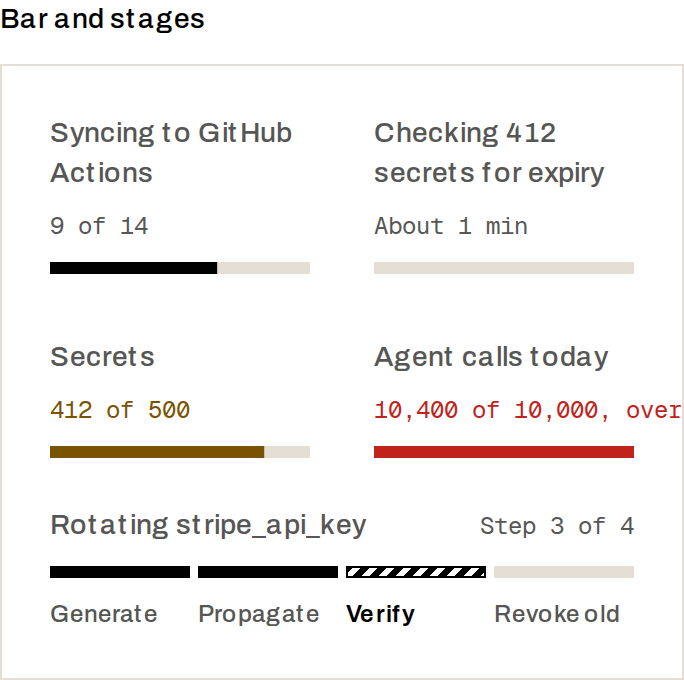 Bar and stages
Syncing to GitHub
Actions
9 of 14
Checking 412
secrets for expiry
About 1 min
Secrets
412 of 500
Agent calls today
10,400 of 10,000, over
Rotating stripe_api_key
Step 3 of 4
Generate
Propagate
Verify
Revoke old